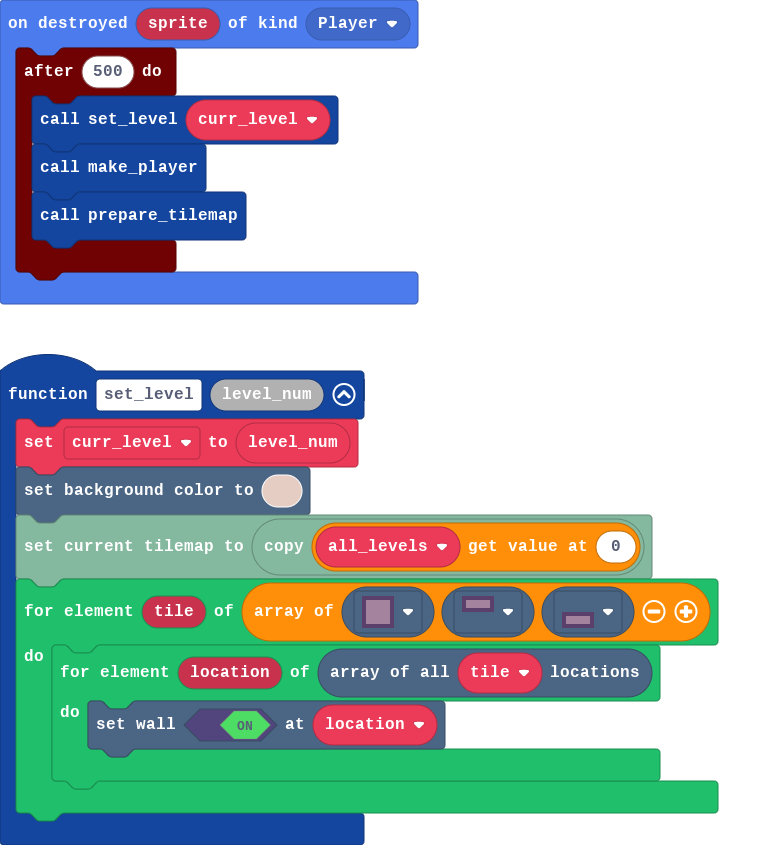 on destroyed sprite of kind Player
after 500 do
call set_level curr_level
call make_player
call prepare_tilemap
function set_level level_num
set curr_level to level_num
set background color to
set current tilemap to copy all_levels get value at 0
for element tile of array of
do
for element location of array of all tile locations
do
set wall ON at location